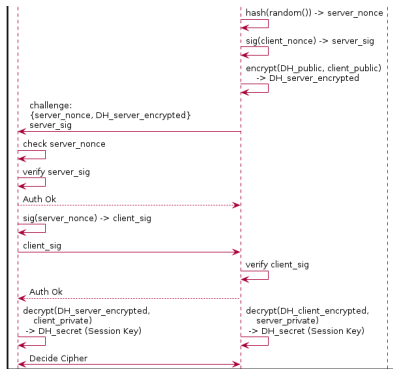 hash(random()) -> server_nonce
sig(client_nonce) -> server_sig
encrypt(DH_public, client_public)
-> DH_server_encrypted
challenge:
{server_nonce, DH_server_encrypted}
server_sig
check server_nonce
verify server_sig
Auth Ok
sig(server_nonce) -> client_sig
client_sig
verify client_sig
Auth Ok
decrypt(DH_server_encrypted,
client_private)
-> DH_secret (Session Key)
decrypt(DH_client_encrypted,
server_private)
-> DH_secret (Session Key)
Decide Cipher